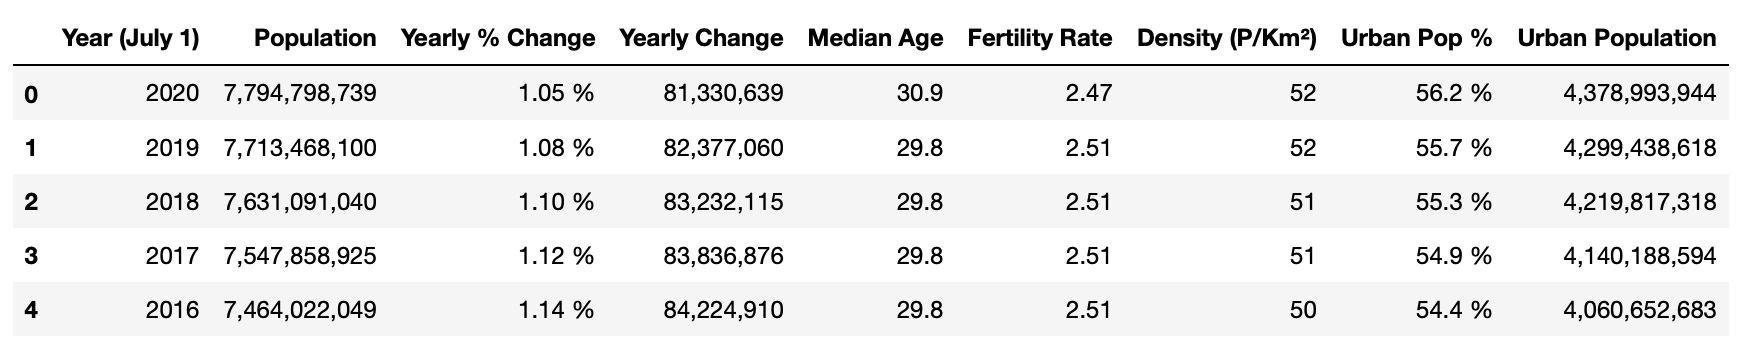 Year (July 1) Population Yearly % Change Yearly Change Median Age Fertility Rate Density (P/Km²) Urban Pop % Urban Population
0 2020 7,794,798,739 1.05 % 81,330,639 30.9 2.47 52 56.2 % 4,378,993,944
1 2019 7,713,468,100 1.08 % 82,377,060 29.8 2.51 52 55.7 % 4,299,438,618
2 2018 7,631,091,040 1.10 % 83,232,115 29.8 2.51 51 55.3 % 4,219,817,318
3 2017 7,547,858,925 1.12 % 83,836,876 29.8 2.51 51 54.9 % 4,140,188,594
4 2016 7,464,022,049 1.14 % 84,224,910 29.8 2.51 50 54.4 % 4,060,652,683